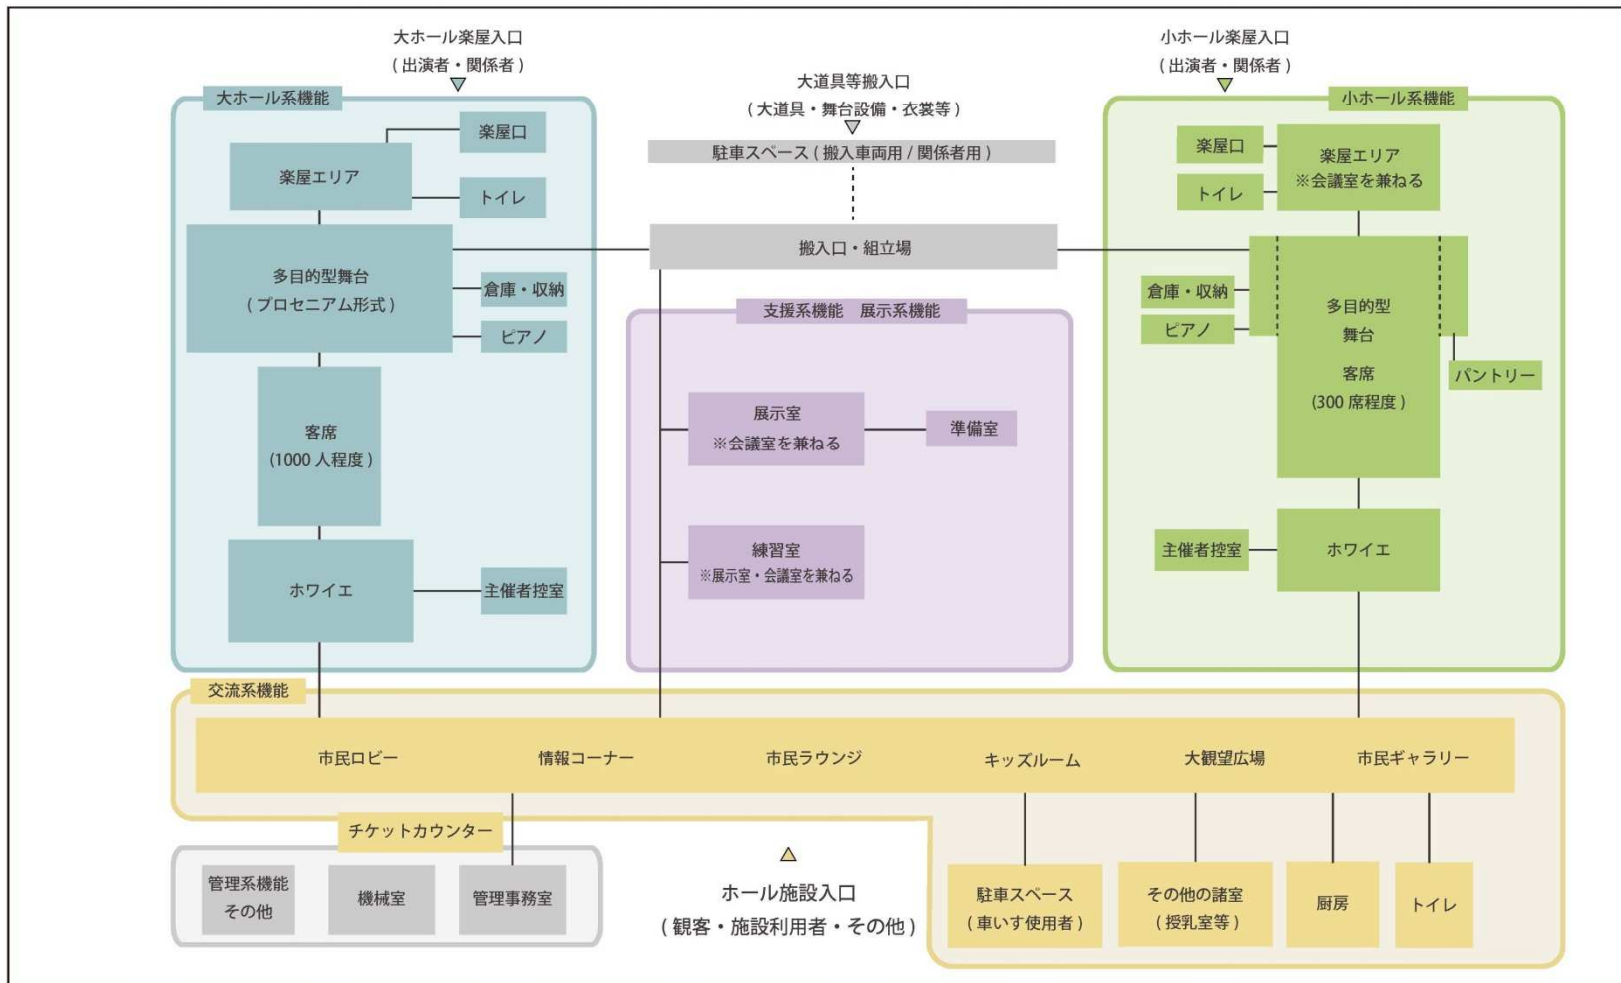 大ホール楽屋入口
( 出演者・関係者 )
小ホール楽屋入口
( 出演者・関係者 )
大道具等搬入口
( 大道具・舞台設備・衣裳等 )
駐車スペース ( 搬入車両用 / 関係者用 )
搬入口・組立場
大ホール系機能
楽屋口
楽屋エリア
トイレ
多目的型舞台
( プロセニアム形式 )
倉庫・収納
ピアノ
客席
(1000 人程度 )
ホワイエ
主催者控室
支援系機能　展示系機能
展示室
※会議室を兼ねる
準備室
練習室
※展示室・会議室を兼ねる
小ホール系機能
楽屋口
楽屋エリア
※会議室を兼ねる
トイレ
倉庫・収納
ピアノ
多目的型
舞台
客席
(300 席程度 )
パントリー
主催者控室
ホワイエ
交流系機能
市民ロビー
情報コーナー
市民ラウンジ
キッズルーム
大観望広場
市民ギャラリー
チケットカウンター
管理系機能
その他
機械室
管理事務室
ホール施設入口
( 観客・施設利用者・その他 )
駐車スペース
( 車いす使用者 )
その他の諸室
( 授乳室等 )
厨房
トイレ